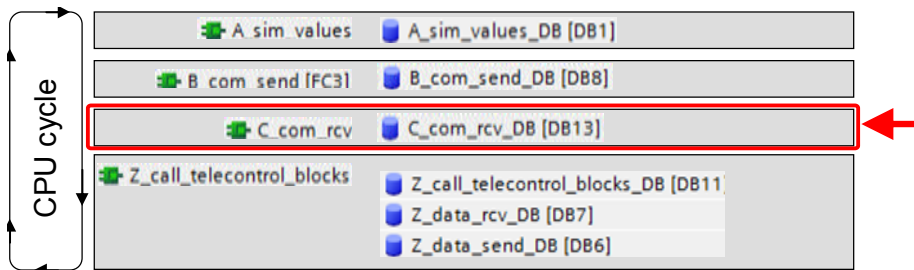 CPU cycle
A_sim_values A_sim_values_DB [DB1]
B_com_send [FC3] B_com_send_DB [DB8]
C_com_rcv C_com_rcv_DB [DB13]
Z_call_telecontrol_blocks Z_call_telecontrol_blocks_DB [DB11]
Z_data_rcv_DB [DB7]
Z_data_send_DB [DB6]